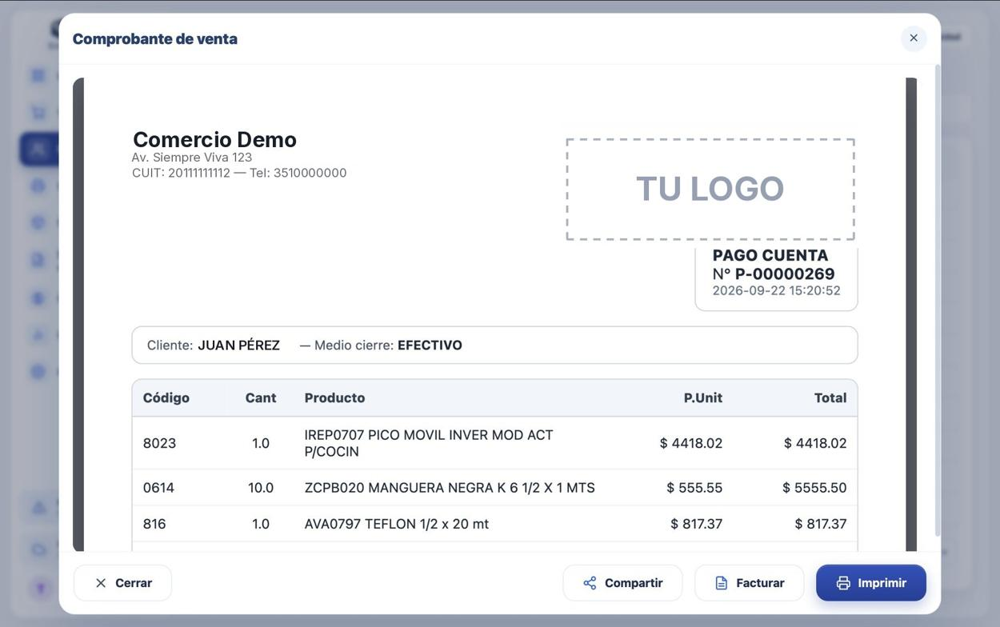 Comprobante de venta
Comercio Demo
Av. Siempre Viva 123
CUIT: 20111111112 — Tel: 3510000000
TU LOGO
PAGO CUENTA
N° P-00000269
2026-09-22 15:20:52
Cliente: JUAN PÉREZ — Medio cierre: EFECTIVO
Código Cant Producto P.Unit Total
8023 1.0 IREP0707 PICO MOVIL INVER MOD ACT P/COCIN $ 4418.02 $ 4418.02
0614 10.0 ZCPB020 MANGUERA NEGRA K 6 1/2 X 1 MTS $ 555.55 $ 5555.50
816 1.0 AVA0797 TEFLON 1/2 x 20 mt $ 817.37 $ 817.37
Cerrar Compartir Facturar Imprimir